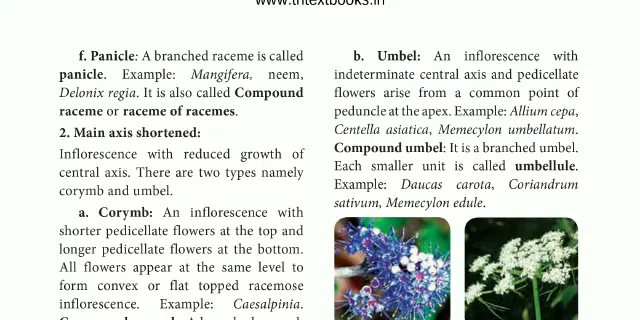 www.tntextbooks.in
f. Panicle: A branched raceme is called
panicle. Example: Mangifera, neem,
Delonix regia. It is also called Compound
raceme or raceme of racemes.
2. Main axis shortened:
Inflorescence with reduced growth of
central axis. There are two types namely
corymb and umbel.
a. Corymb: An inflorescence with
shorter pedicellate flowers at the top and
longer pedicellate flowers at the bottom.
All flowers appear at the same level to
form convex or flat topped racemose
inflorescence. Example: Caesalpinia.
b. Umbel: An inflorescence with
indeterminate central axis and pedicellate
flowers arise from a common point of
peduncle at the apex. Example: Allium cepa,
Centella asiatica, Memecylon umbellatum.
Compound umbel: It is a branched umbel.
Each smaller unit is called umbellule.
Example: Daucas carota, Coriandrum
sativum, Memecylon edule.